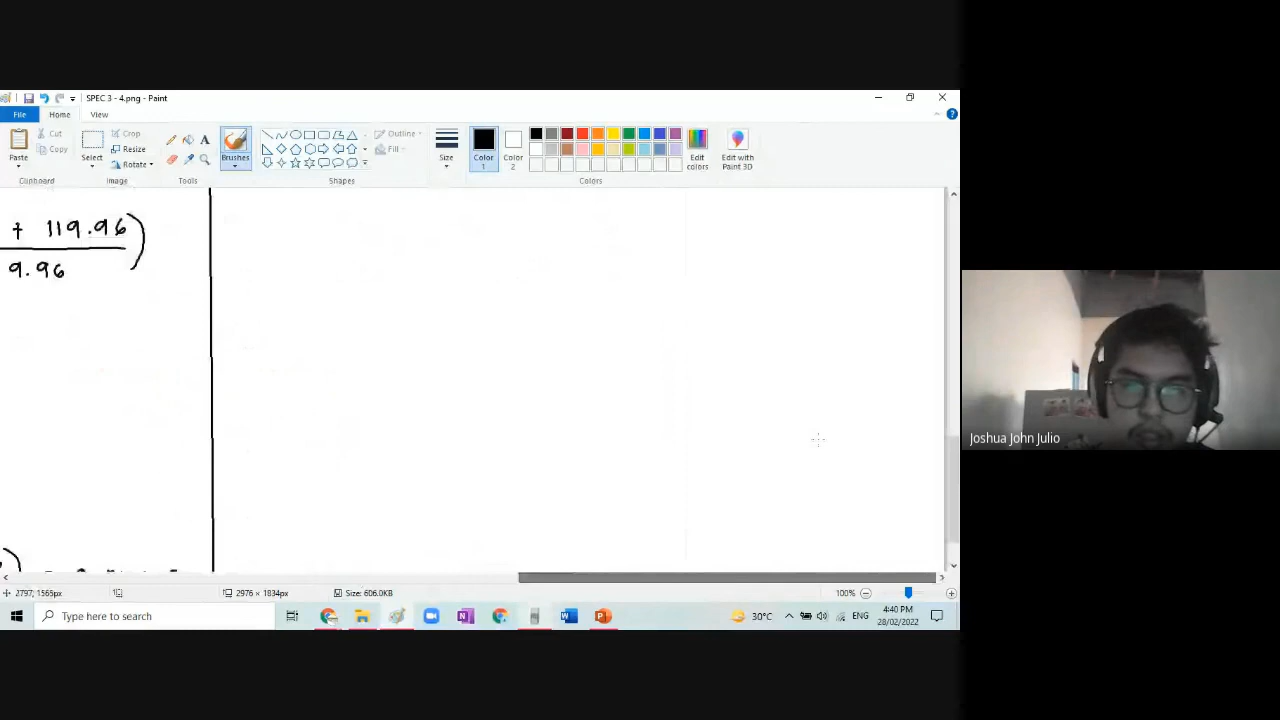 SPEC 3 - 4.png - Paint
File
Home
View
Paste
Cut
Copy
Clipboard
Select
Crop
Resize
Rotate
Image
Tools
Brushes
Shapes
Outline
Fill
Size
Color
1
Color
2
Edit
colors
Edit with
Paint 3D
Colors
+ 119.96)
9.96
)
Joshua John Julio
2797, 1565px
2976 × 1834px
Size: 606.0KB
100%
Type here to search
30°C
ENG
4:40 PM
28/02/2022